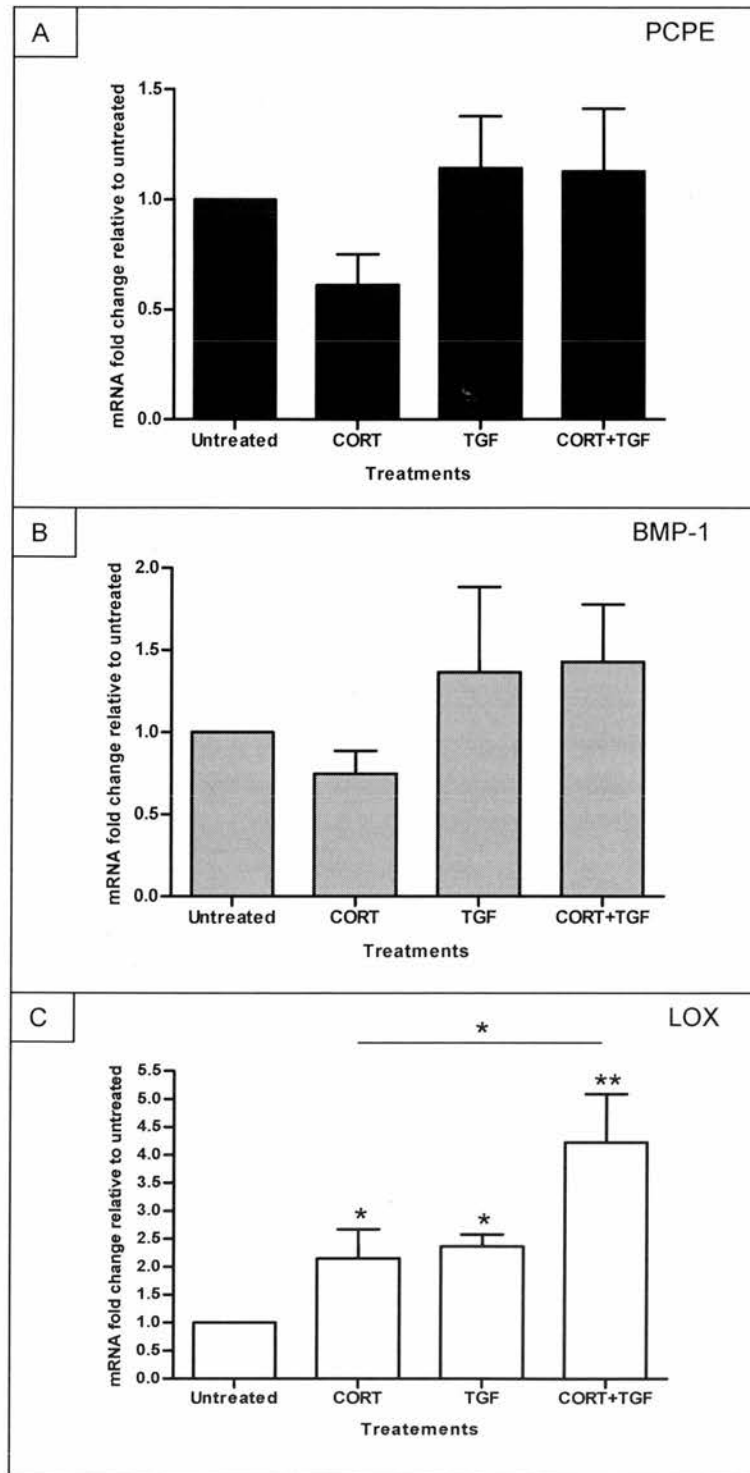 A
PCPE
mRNA fold change relative to untreated
1.5
1.0
0.5
0.0
Untreated CORT TGF CORT+TGF
Treatments
B
BMP-1
mRNA fold change relative to untreated
2.0
1.5
1.0
0.5
0.0
Untreated CORT TGF CORT+TGF
Treatments
C
LOX
*
mRNA fold change relative to untreated
5.5
5.0
4.5
4.0
3.5
3.0
2.5
2.0
1.5
1.0
0.5
0.0
* * **
Untreated CORT TGF CORT+TGF
Treatements